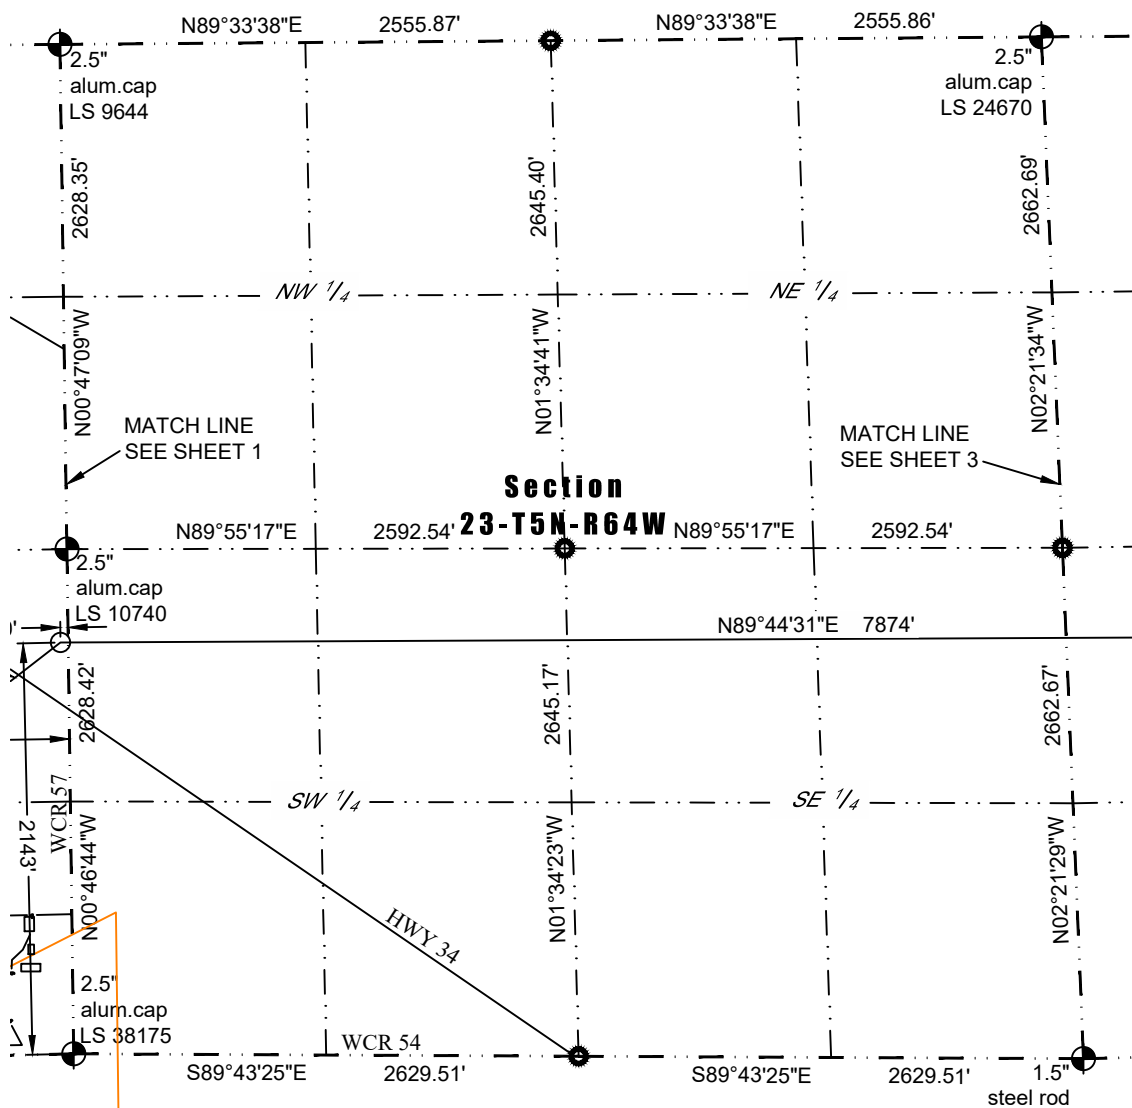 N89°33'38"E 2555.87' N89°33'38"E 2555.86'
2.5"
alum.cap
LS 9644
2.5"
alum.cap
LS 24670
2628.35'
2645.40'
2662.69'
NW 1/4
NE 1/4
N00°47'09"W
N01°34'41"W
N02°21'34"W
MATCH LINE
SEE SHEET 1
MATCH LINE
SEE SHEET 3
Section
23-T5N-R64W
N89°55'17"E 2592.54' N89°55'17"E 2592.54'
2.5"
alum.cap
LS 10740
N89°44'31"E 7874'
2628.42'
2645.17'
2662.67'
WCR 57
SW 1/4
SE 1/4
2143'
N00°46'44"W
N01°34'23"W
N02°21'29"W
HWY 34
2.5"
alum.cap
LS 38175
WCR 54
S89°43'25"E 2629.51' S89°43'25"E 2629.51'
1.5"
steel rod